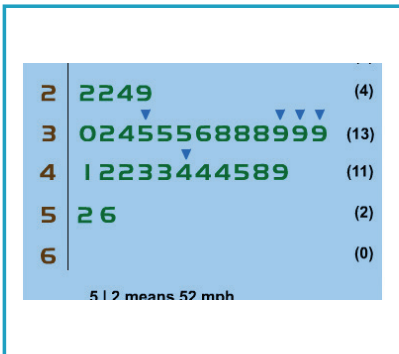 2 | 2249 (4)
3 | 0245556888999 (13)
4 | 12233444589 (11)
5 | 26 (2)
6 | (0)
5 | 2 means 52 mph